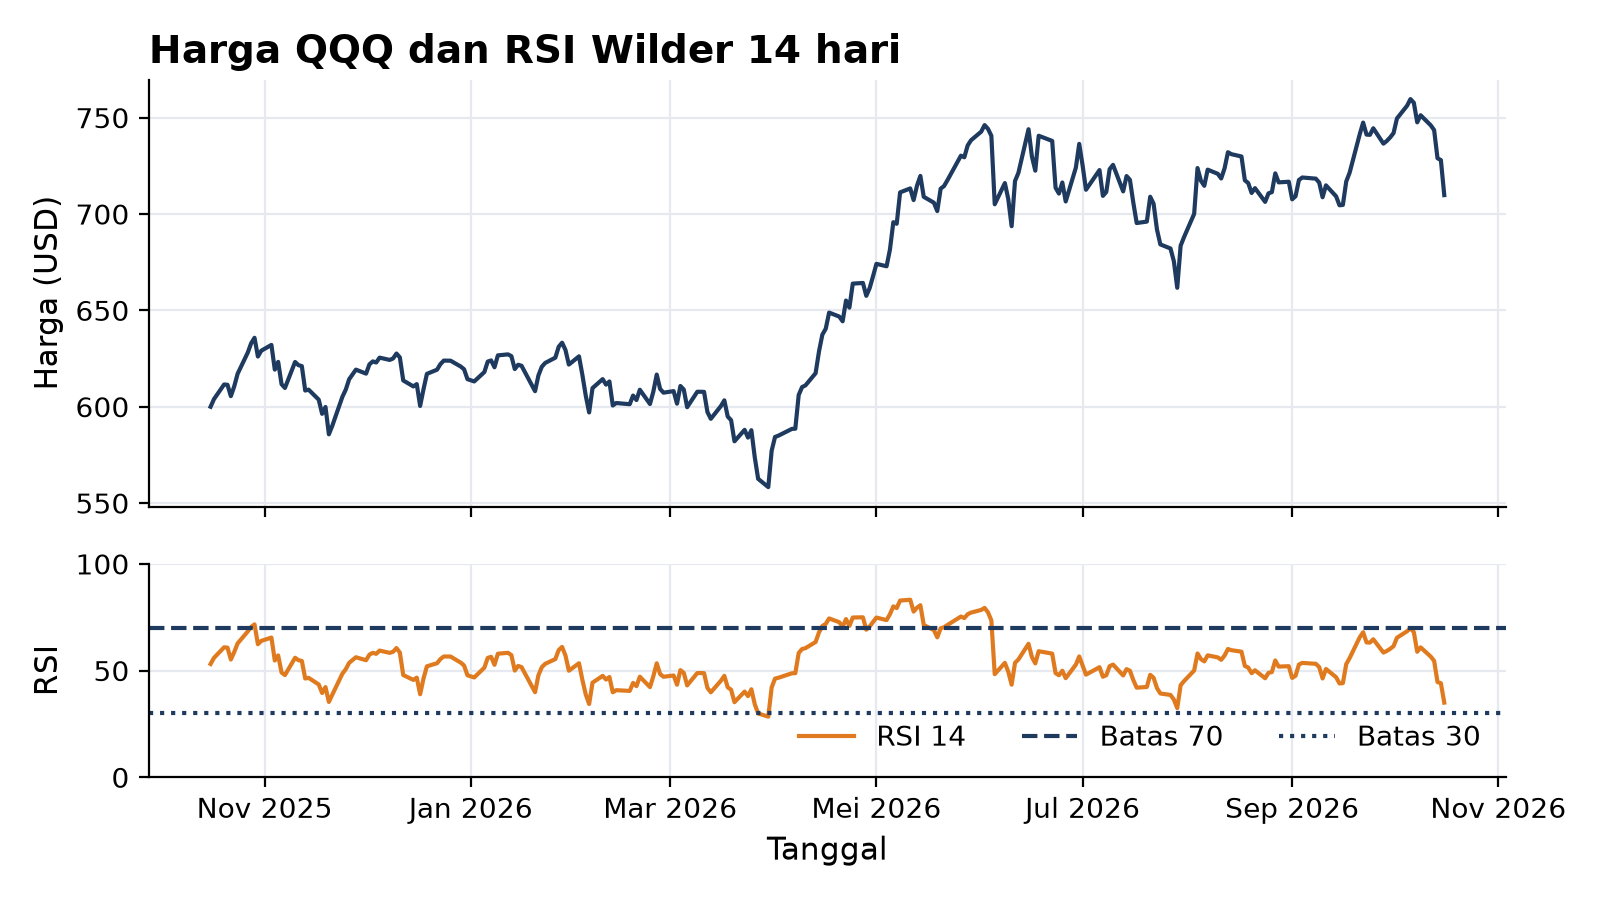 Harga QQQ dan RSI Wilder 14 hari
Harga (USD)
750
700
650
600
550
RSI
100
50
0
RSI 14
Batas 70
Batas 30
Nov 2025
Jan 2026
Mar 2026
Mei 2026
Jul 2026
Sep 2026
Nov 2026
Tanggal